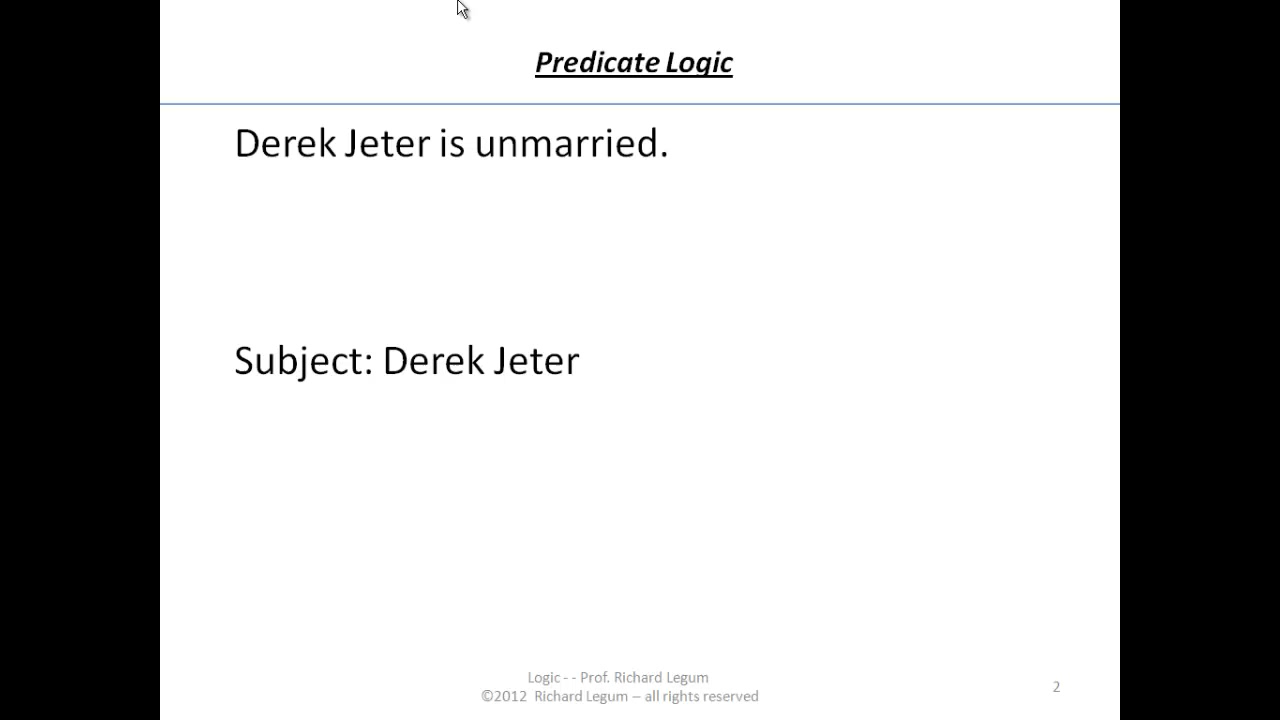 Predicate Logic
Derek Jeter is unmarried.
Subject: Derek Jeter
Logic - - Prof. Richard Legum
©2012  Richard Legum – all rights reserved
2